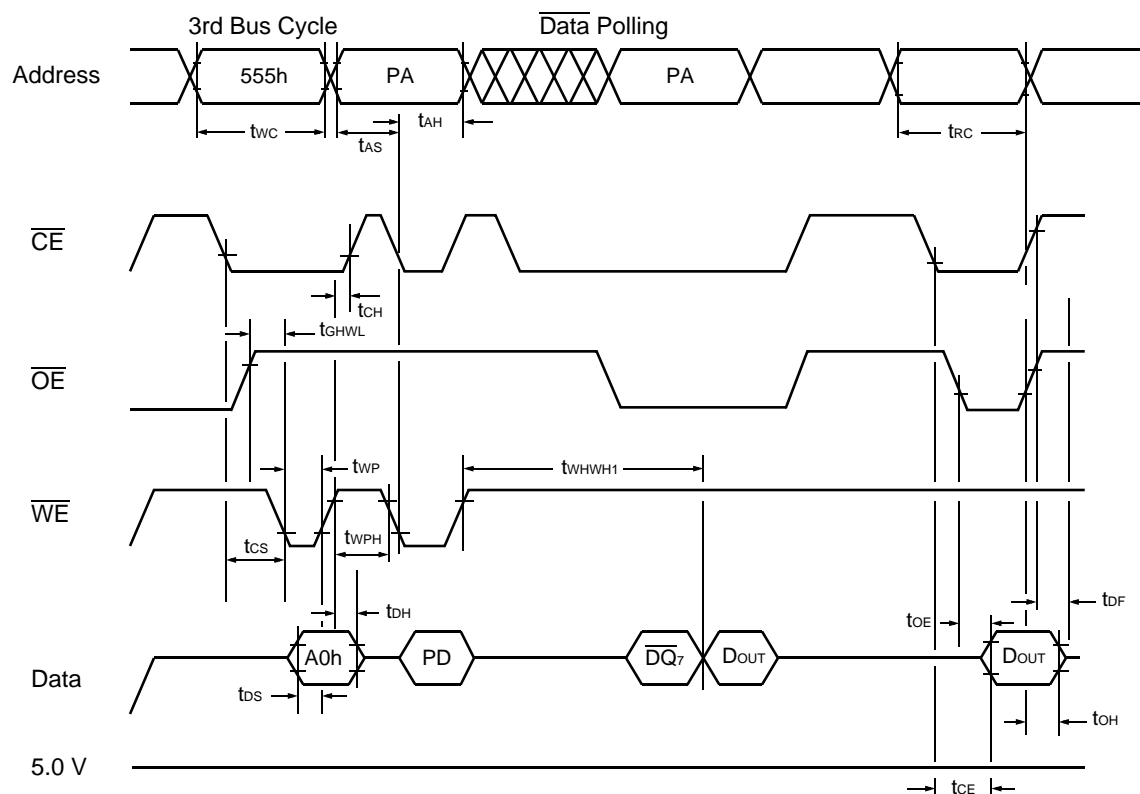 3rd Bus Cycle Data Polling
Address 555h PA PA
tWC tAS tAH tRC
CE
tCH
tGHWL
OE
tWP tWHWH1
WE
tCS tWPH
tDH tOE tDF
Data A0h PD DQ7 DOUT DOUT
tDS tOH
5.0 V
tCE